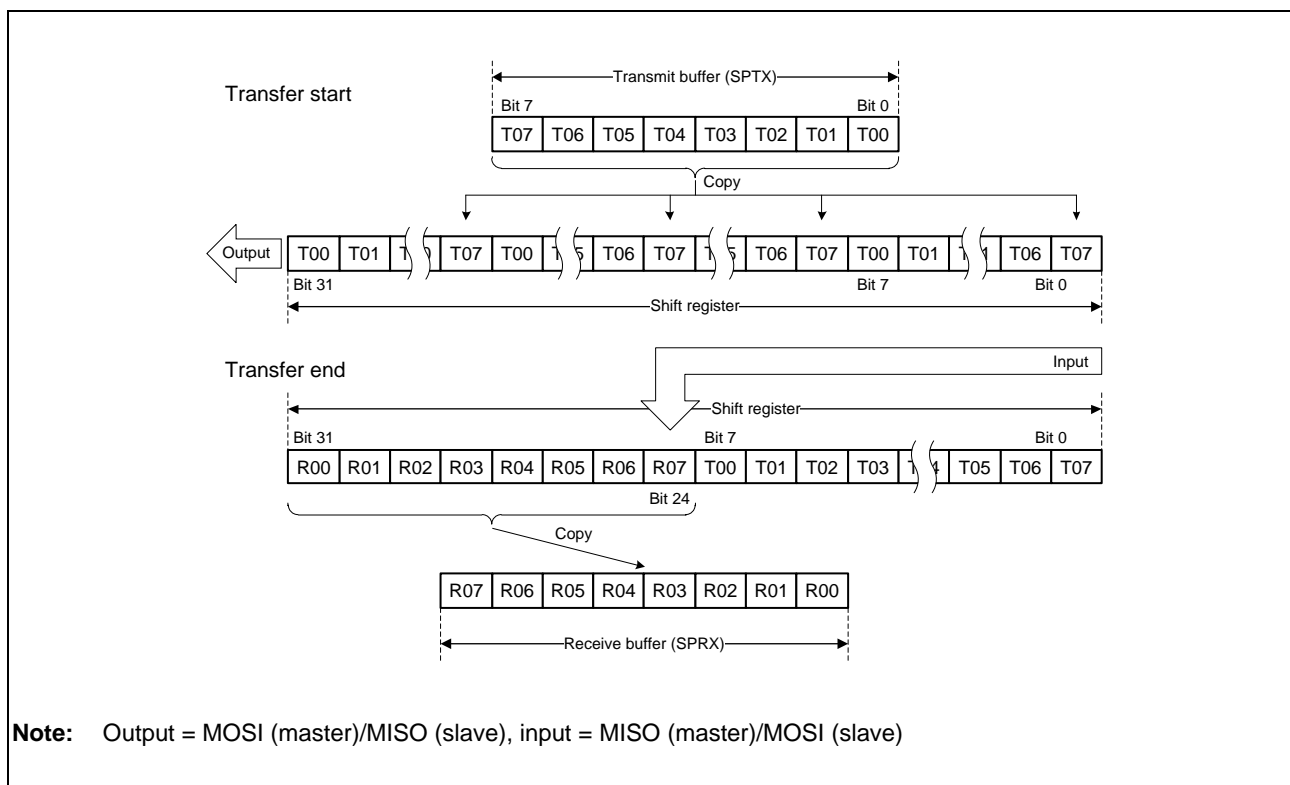 Transmit buffer (SPTX)
Transfer start
Bit 7 Bit 0
T07 T06 T05 T04 T03 T02 T01 T00
Copy
Output T00 T01 T07 T00 T06 T07 T06 T07 T00 T01 T06 T07
Bit 31 Bit 7 Bit 0
Shift register
Transfer end
Input
Shift register
Bit 31 Bit 7 Bit 0
R00 R01 R02 R03 R04 R05 R06 R07 T00 T01 T02 T03 T05 T06 T07
Bit 24
Copy
R07 R06 R05 R04 R03 R02 R01 R00
Receive buffer (SPRX)
Note: Output = MOSI (master)/MISO (slave), input = MISO (master)/MOSI (slave)